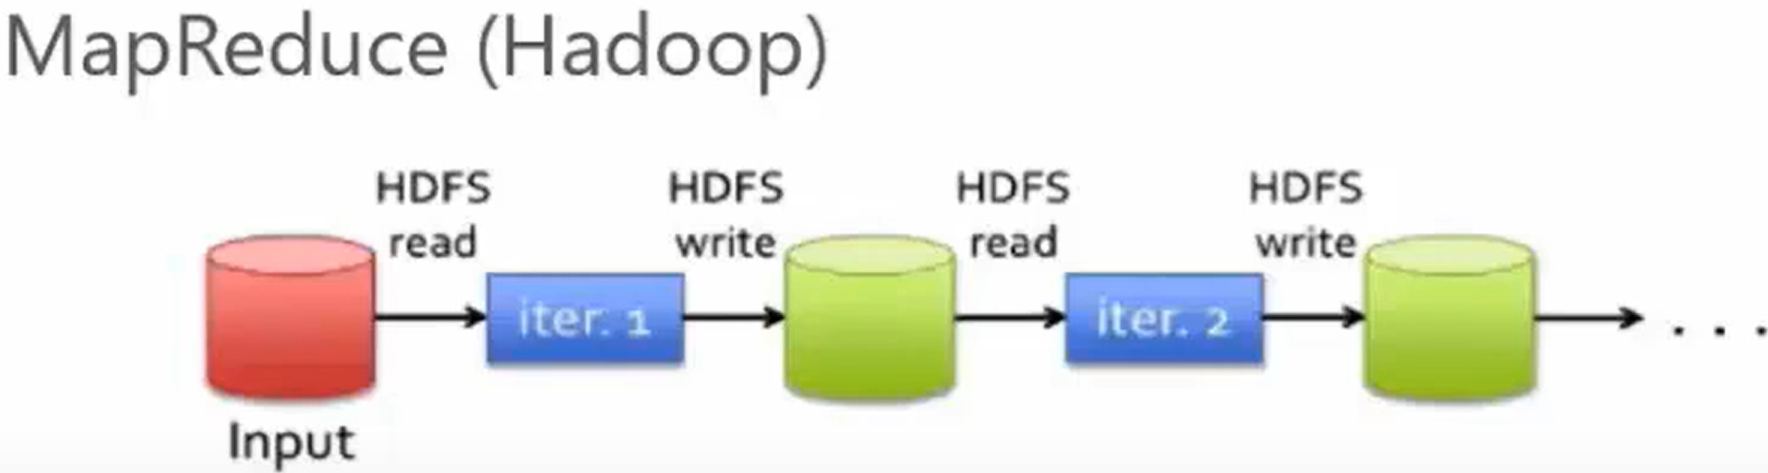 MapReduce (Hadoop)
HDFS read
HDFS write
HDFS read
HDFS write
iter. 1
iter. 2
. . .
Input